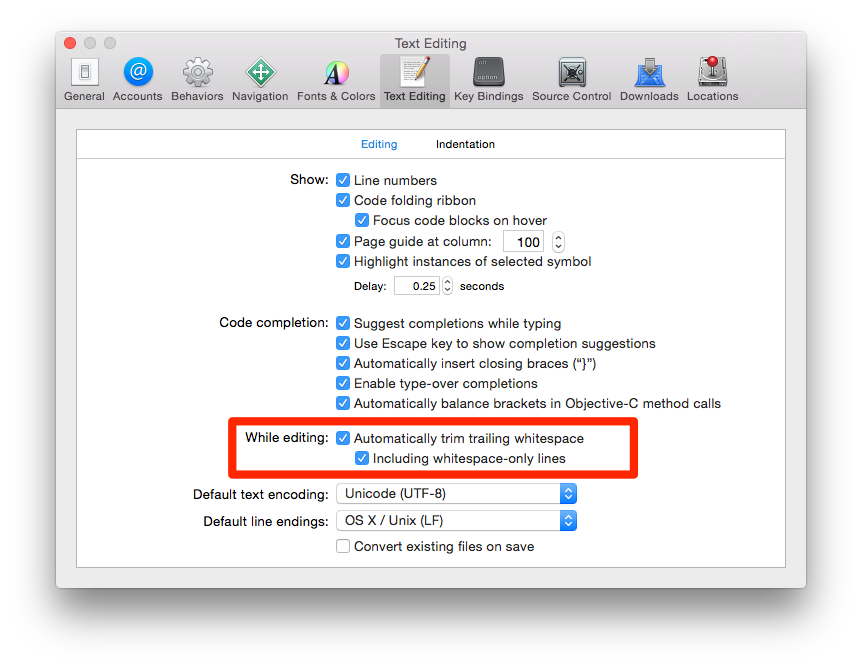 Text Editing
General Accounts Behaviors Navigation Fonts & Colors Text Editing Key Bindings Source Control Downloads Locations
Editing Indentation
Show: Line numbers
Code folding ribbon
Focus code blocks on hover
Page guide at column: 100
Highlight instances of selected symbol
Delay: 0.25 seconds
Code completion: Suggest completions while typing
Use Escape key to show completion suggestions
Automatically insert closing braces (“}”)
Enable type-over completions
Automatically balance brackets in Objective-C method calls
While editing: Automatically trim trailing whitespace
Including whitespace-only lines
Default text encoding: Unicode (UTF-8)
Default line endings: OS X / Unix (LF)
Convert existing files on save